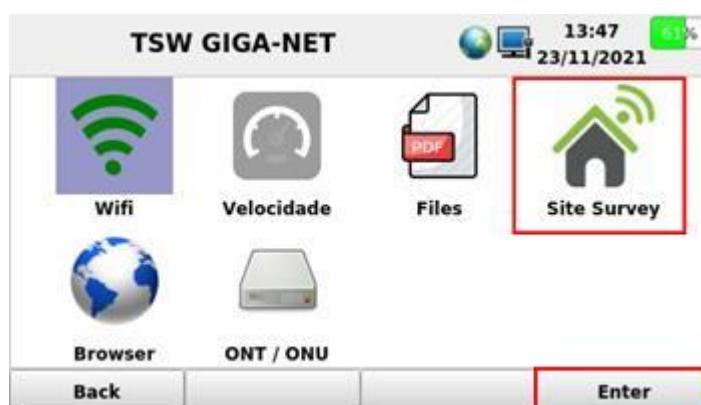 TSW GIGA-NET
13:47
23/11/2021
61%
PDF
Wifi Velocidade Files Site Survey
Browser ONT / ONU
Back Enter